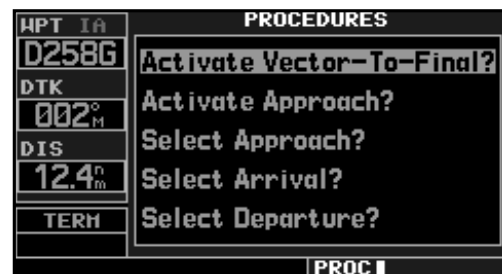 WPT IA
D258G
DTK
002°M
DIS
12.4nm
TERM
PROCEDURES
Activate Vector-To-Final?
Activate Approach?
Select Approach?
Select Arrival?
Select Departure?
PROC